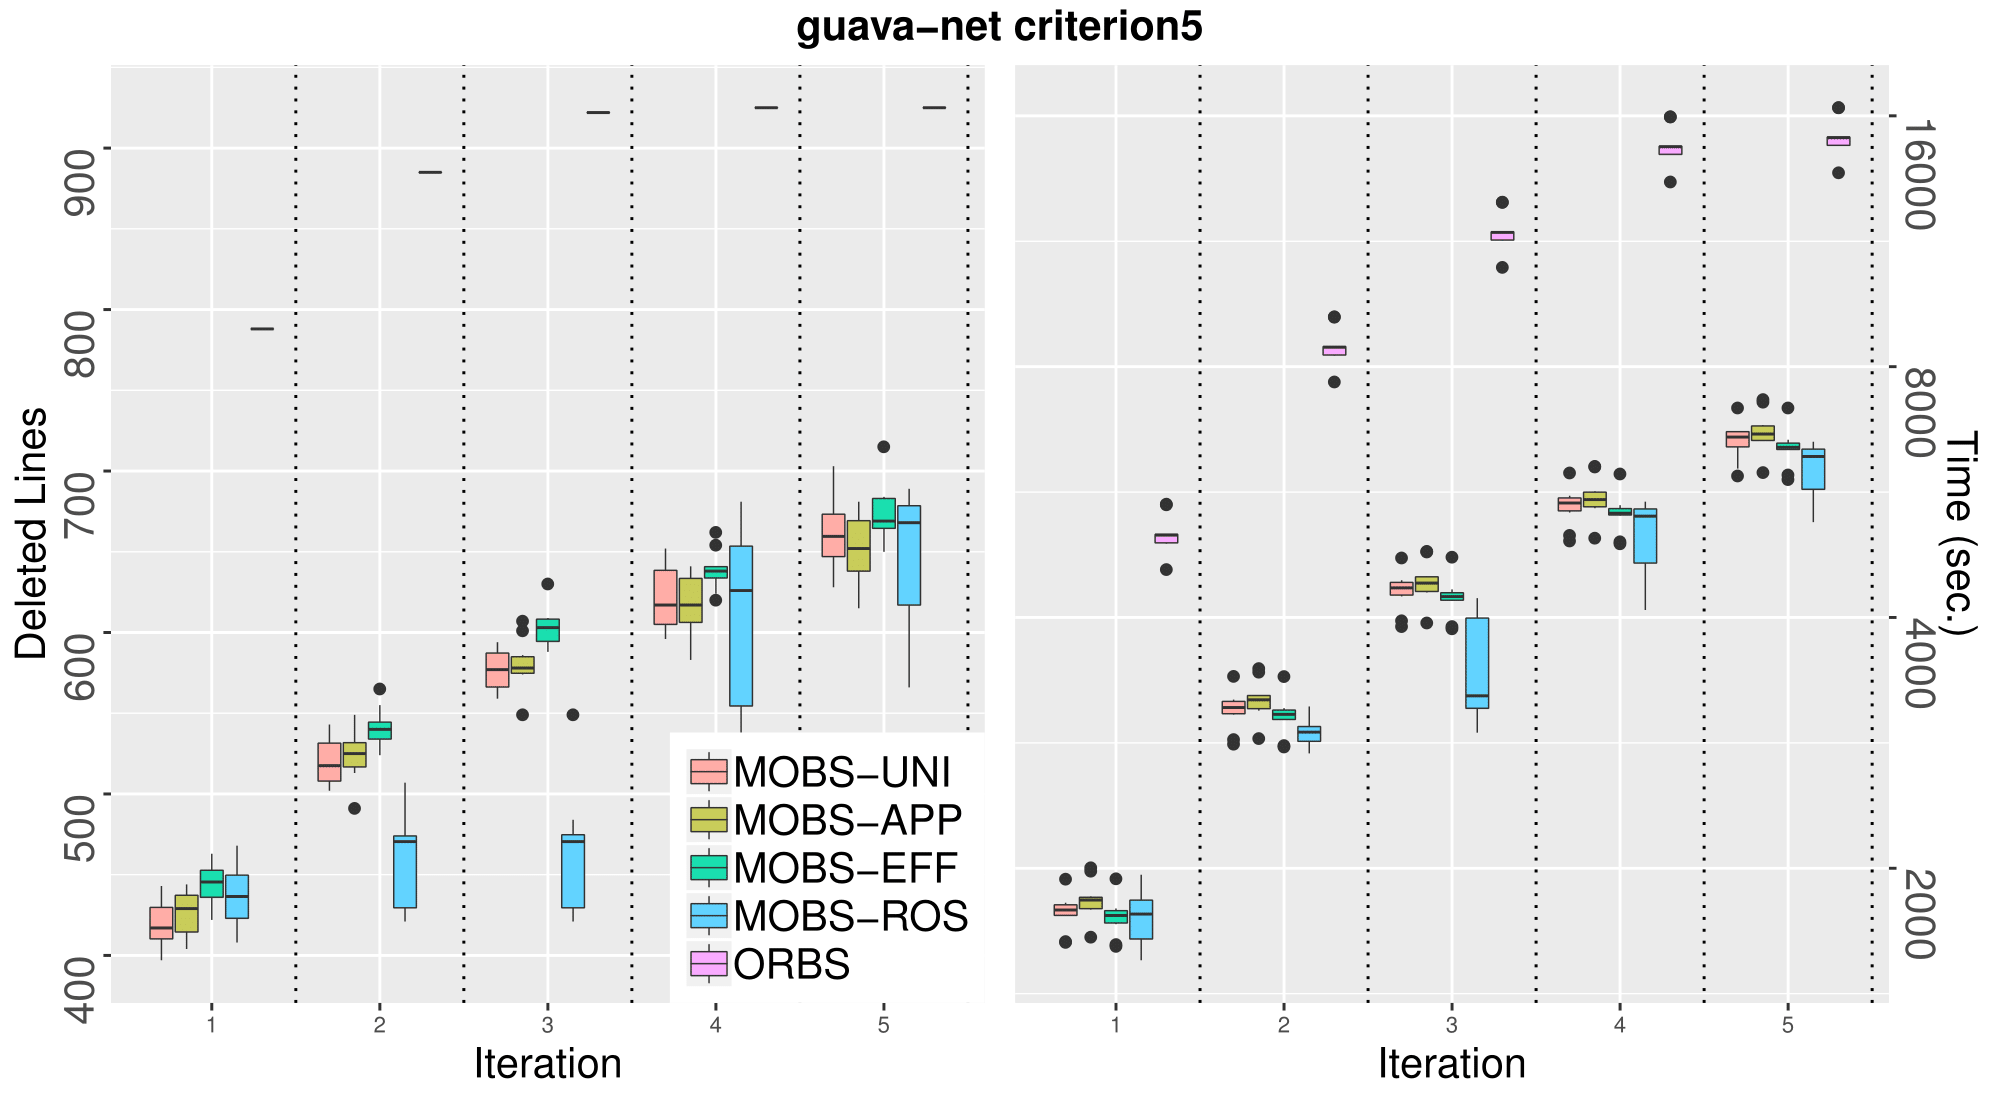 guava−net criterion5
Deleted Lines
900
800
700
600
500
400
1 2 3 4 5
Iteration
MOBS−UNI
MOBS−APP
MOBS−EFF
MOBS−ROS
ORBS
16000
8000
4000
2000
Time (sec.)
1 2 3 4 5
Iteration